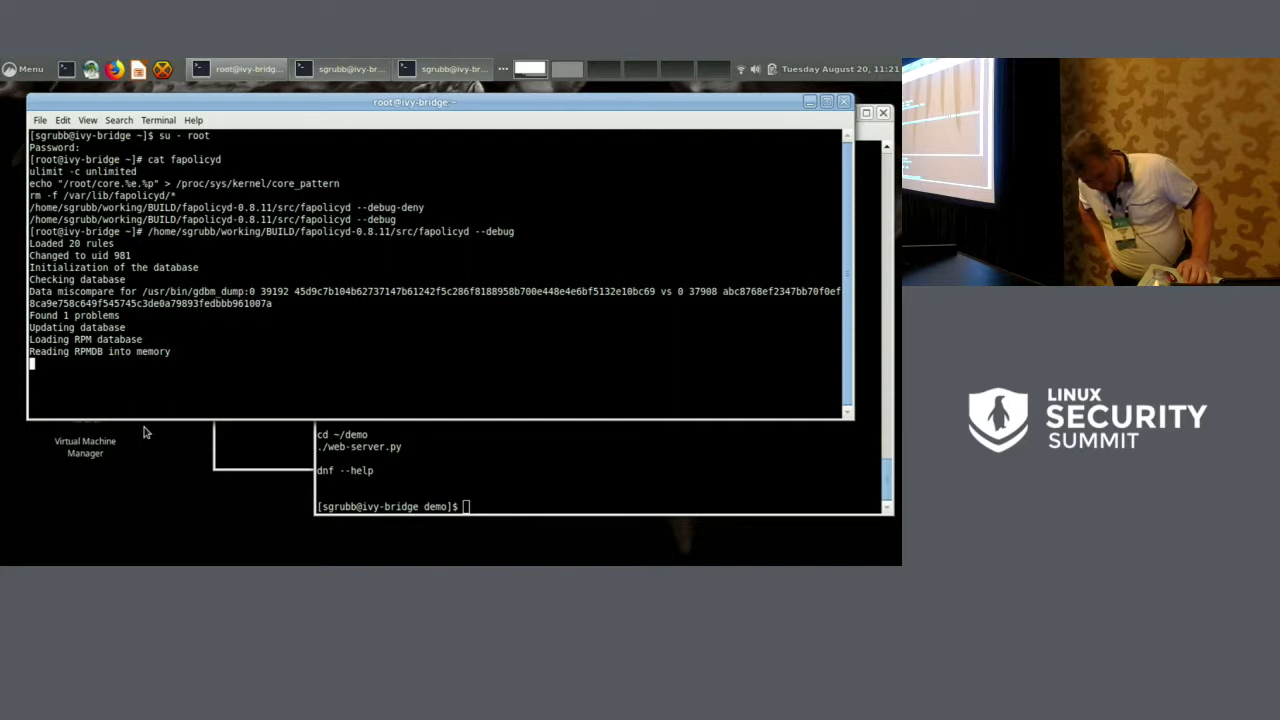 Menu
root@ivy-bridg...
sgrubb@ivy-br...
sgrubb@ivy-br...
Tuesday August 20, 11:21
root@ivy-bridge:~
File Edit View Search Terminal Help
[sgrubb@ivy-bridge ~]$ su - root
Password:
[root@ivy-bridge ~]# cat fapolicyd
ulimit -c unlimited
echo "/root/core.%e.%p" > /proc/sys/kernel/core_pattern
rm -f /var/lib/fapolicyd/*
/home/sgrubb/working/BUILD/fapolicyd-0.8.11/src/fapolicyd --debug-deny
/home/sgrubb/working/BUILD/fapolicyd-0.8.11/src/fapolicyd --debug
[root@ivy-bridge ~]# /home/sgrubb/working/BUILD/fapolicyd-0.8.11/src/fapolicyd --debug
Loaded 20 rules
Changed to uid 981
Initialization of the database
Checking database
Data miscompare for /usr/bin/gdbm_dump:0 39192 45d9c7b104b62737147b61242f5c286f8188958b700e448e4e6bf5132e10bc69 vs 0 37908 abc8768ef2347bb70f0ef
8ca9e758c649f545745c3de0a79893fedbbb961007a
Found 1 problems
Updating database
Loading RPM database
Reading RPMDB into memory
Virtual Machine
Manager
cd ~/demo
./web-server.py
dnf --help
[sgrubb@ivy-bridge demo]$
LINUX
SECURITY
SUMMIT